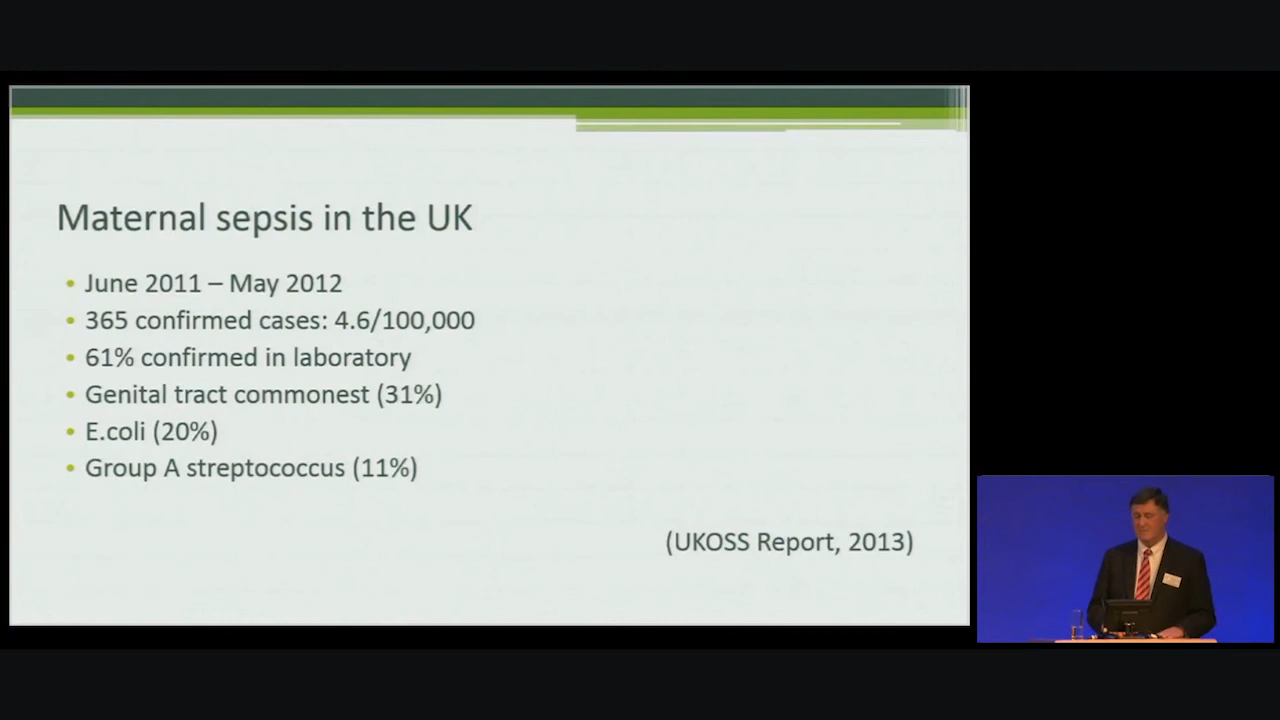 Maternal sepsis in the UK
• June 2011 – May 2012
• 365 confirmed cases: 4.6/100,000
• 61% confirmed in laboratory
• Genital tract commonest (31%)
• E.coli (20%)
• Group A streptococcus (11%)
(UKOSS Report, 2013)